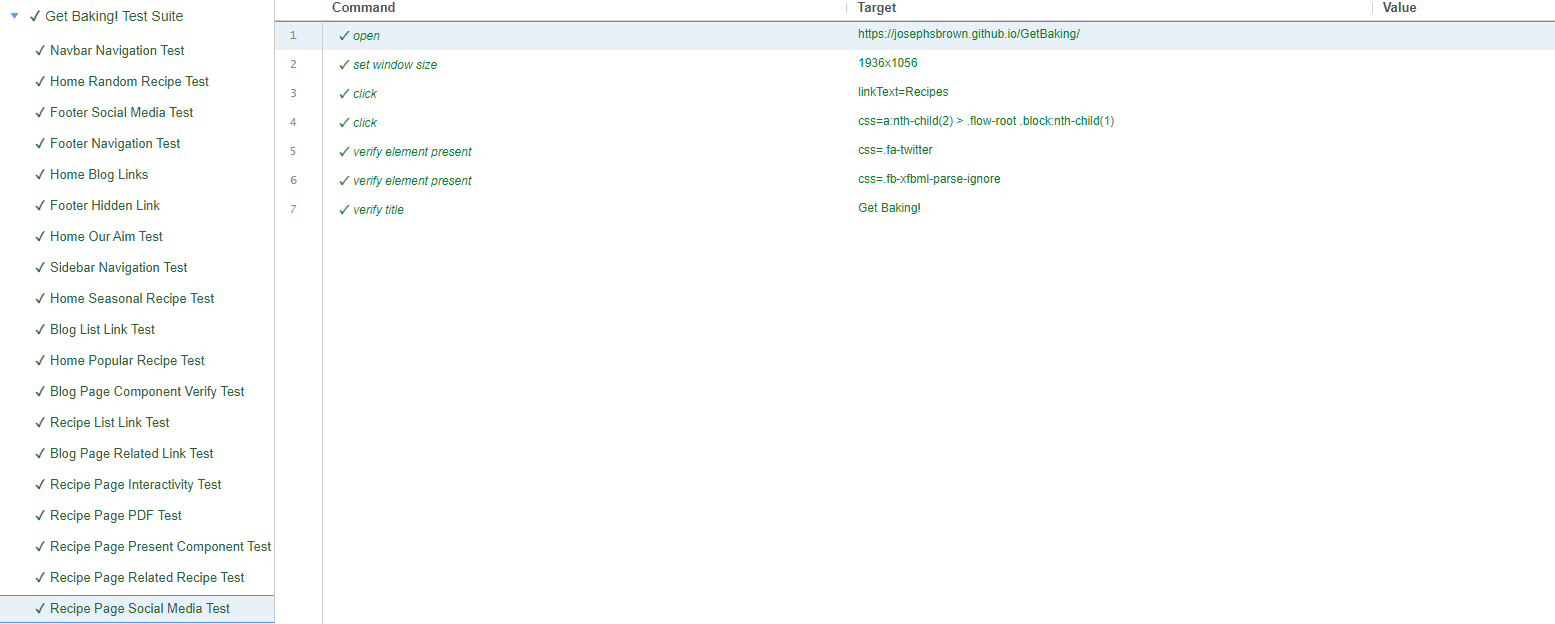 Get Baking! Test Suite
Navbar Navigation Test
Home Random Recipe Test
Footer Social Media Test
Footer Navigation Test
Home Blog Links
Footer Hidden Link
Home Our Aim Test
Sidebar Navigation Test
Home Seasonal Recipe Test
Blog List Link Test
Home Popular Recipe Test
Blog Page Component Verify Test
Recipe List Link Test
Blog Page Related Link Test
Recipe Page Interactivity Test
Recipe Page PDF Test
Recipe Page Present Component Test
Recipe Page Related Recipe Test
Recipe Page Social Media Test
Command Target Value
1 ✓ open https://josephsbrown.github.io/GetBaking/
2 ✓ set window size 1936x1056
3 ✓ click linkText=Recipes
4 ✓ click css=a:nth-child(2) > .flow-root .block:nth-child(1)
5 ✓ verify element present css=.fa-twitter
6 ✓ verify element present css=.fb-xfbml-parse-ignore
7 ✓ verify title Get Baking!